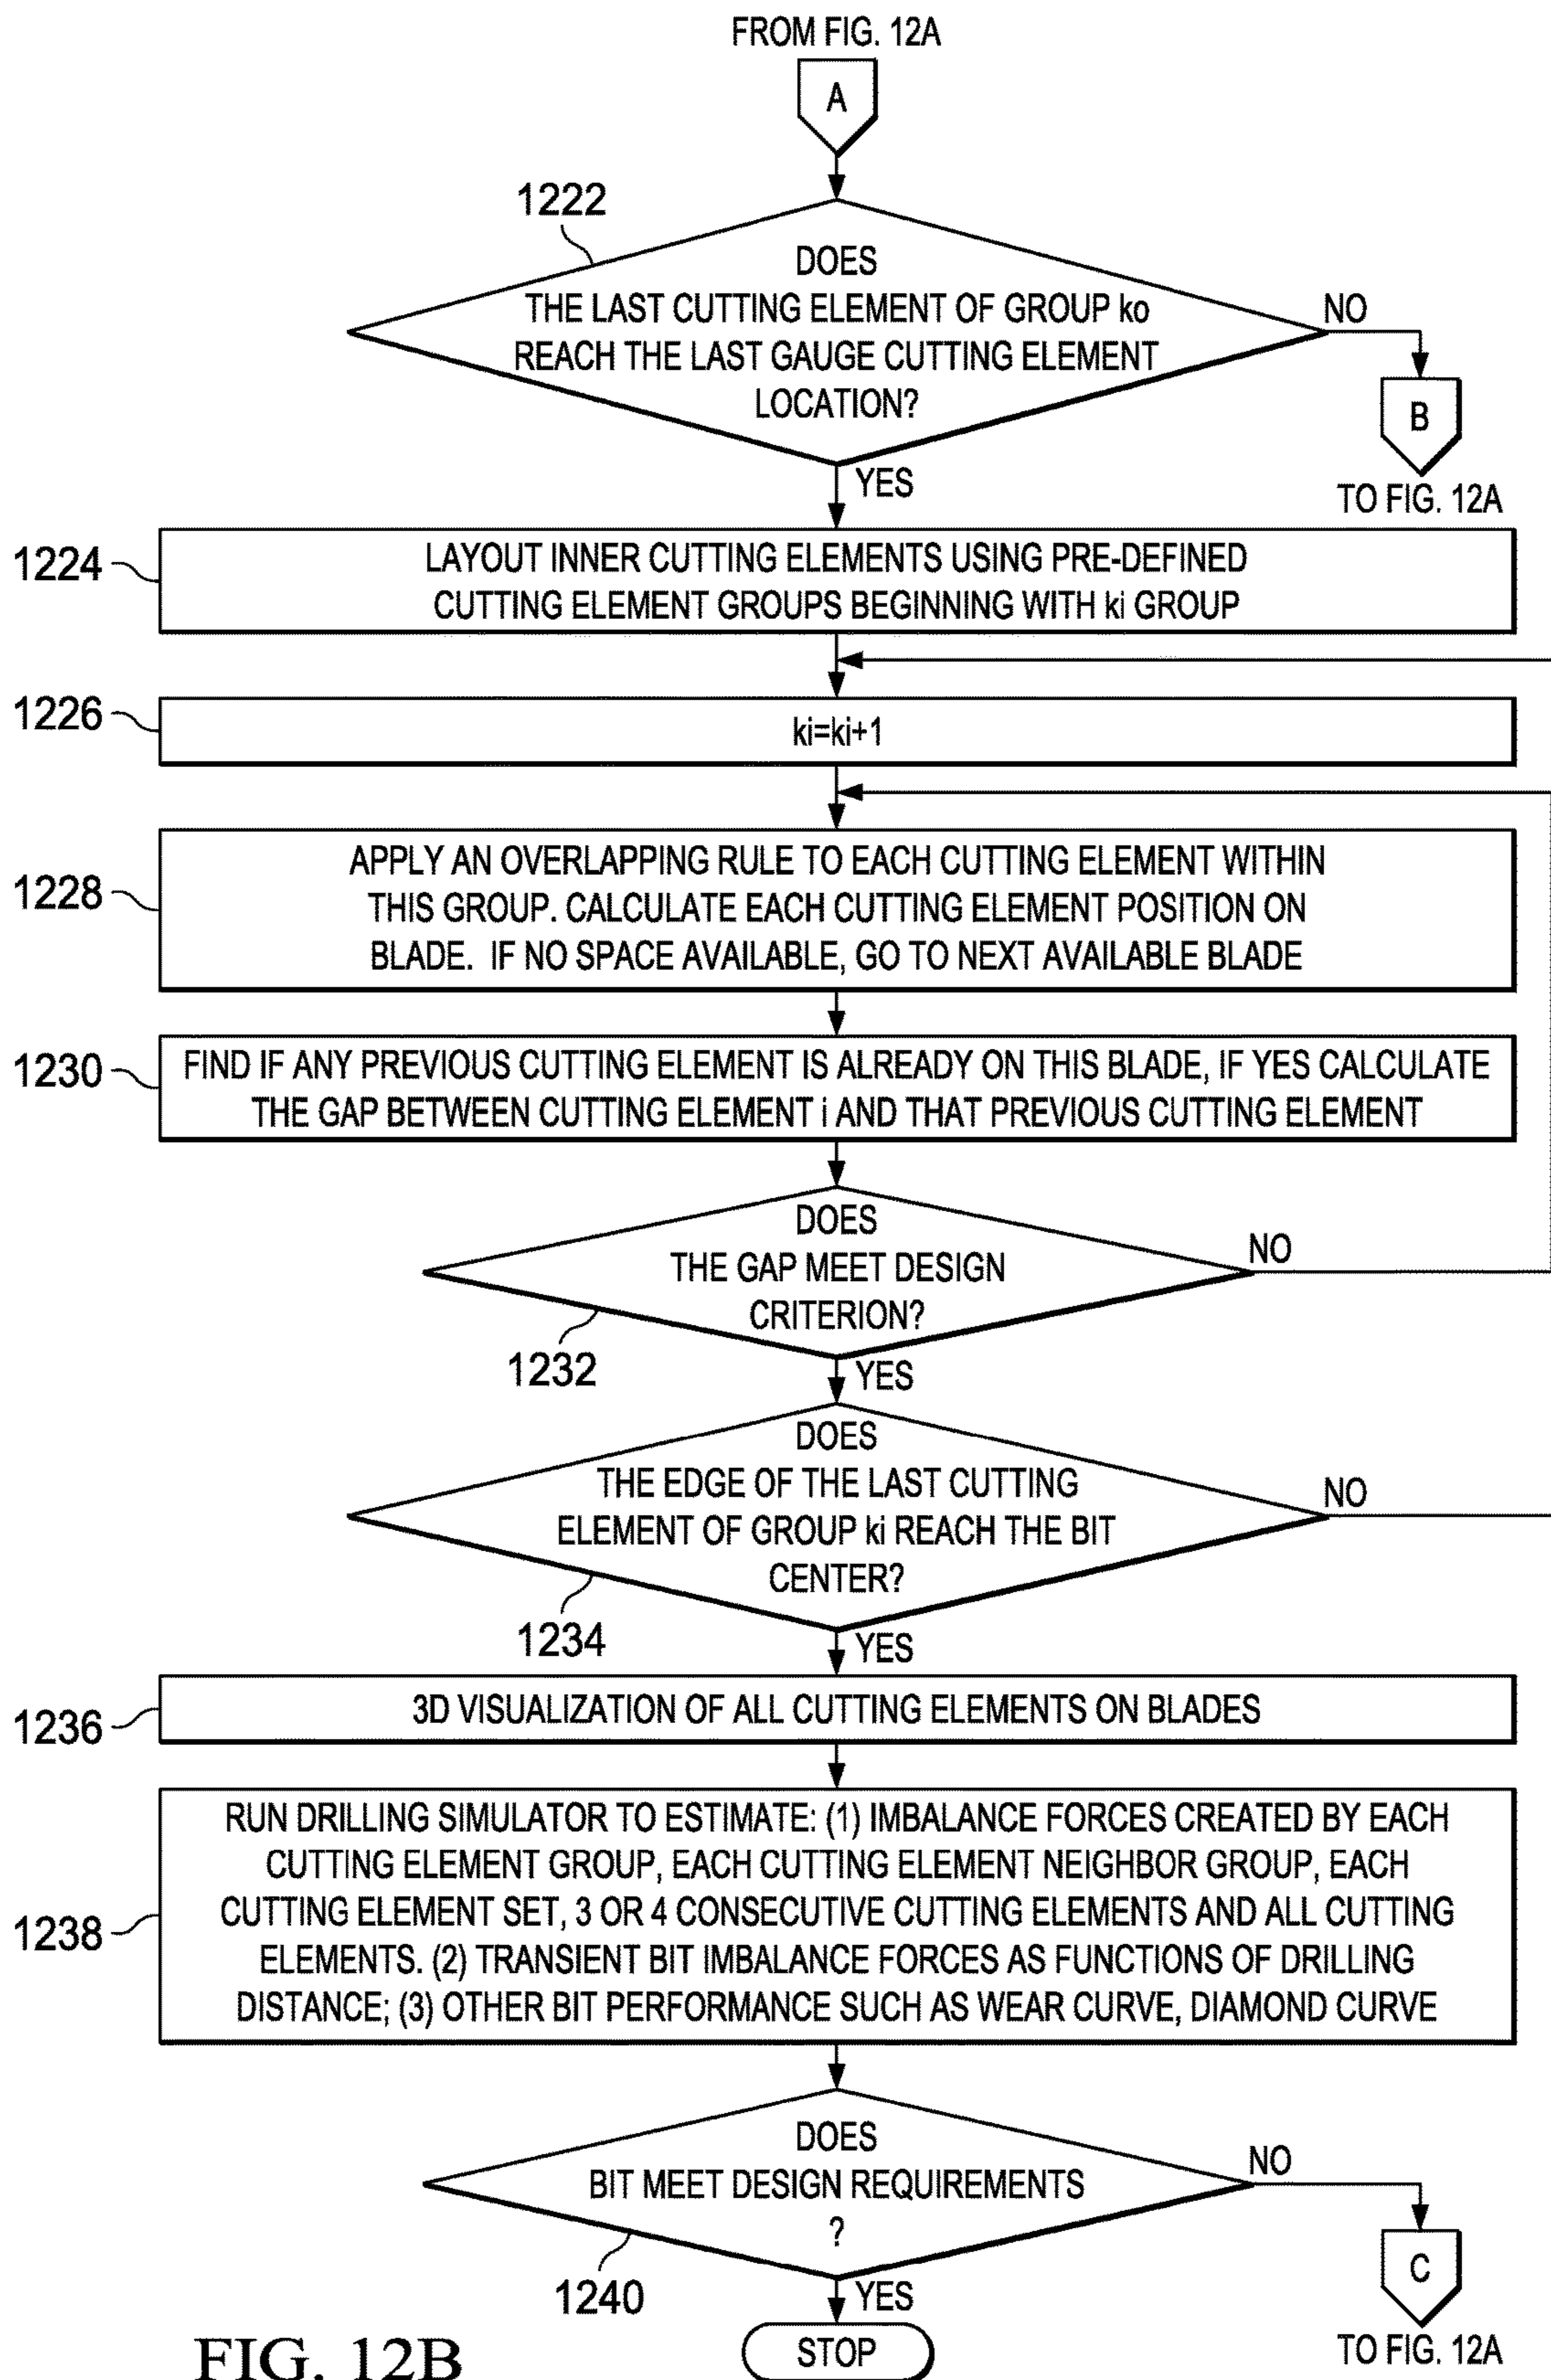 FROM FIG. 12A
A
1222
DOES
THE LAST CUTTING ELEMENT OF GROUP ko
REACH THE LAST GAUGE CUTTING ELEMENT
LOCATION?
NO
B
TO FIG. 12A
YES
1224
LAYOUT INNER CUTTING ELEMENTS USING PRE-DEFINED
CUTTING ELEMENT GROUPS BEGINNING WITH ki GROUP
1226
ki=ki+1
1228
APPLY AN OVERLAPPING RULE TO EACH CUTTING ELEMENT WITHIN
THIS GROUP. CALCULATE EACH CUTTING ELEMENT POSITION ON
BLADE. IF NO SPACE AVAILABLE, GO TO NEXT AVAILABLE BLADE
1230
FIND IF ANY PREVIOUS CUTTING ELEMENT IS ALREADY ON THIS BLADE, IF YES CALCULATE
THE GAP BETWEEN CUTTING ELEMENT i AND THAT PREVIOUS CUTTING ELEMENT
DOES
THE GAP MEET DESIGN
CRITERION?
NO
1232
YES
DOES
THE EDGE OF THE LAST CUTTING
ELEMENT OF GROUP ki REACH THE BIT
CENTER?
NO
1234
YES
1236
3D VISUALIZATION OF ALL CUTTING ELEMENTS ON BLADES
1238
RUN DRILLING SIMULATOR TO ESTIMATE: (1) IMBALANCE FORCES CREATED BY EACH
CUTTING ELEMENT GROUP, EACH CUTTING ELEMENT NEIGHBOR GROUP, EACH
CUTTING ELEMENT SET, 3 OR 4 CONSECUTIVE CUTTING ELEMENTS AND ALL CUTTING
ELEMENTS. (2) TRANSIENT BIT IMBALANCE FORCES AS FUNCTIONS OF DRILLING
DISTANCE; (3) OTHER BIT PERFORMANCE SUCH AS WEAR CURVE, DIAMOND CURVE
DOES
BIT MEET DESIGN REQUIREMENTS
?
NO
1240
YES
C
TO FIG. 12A
STOP
FIG. 12B